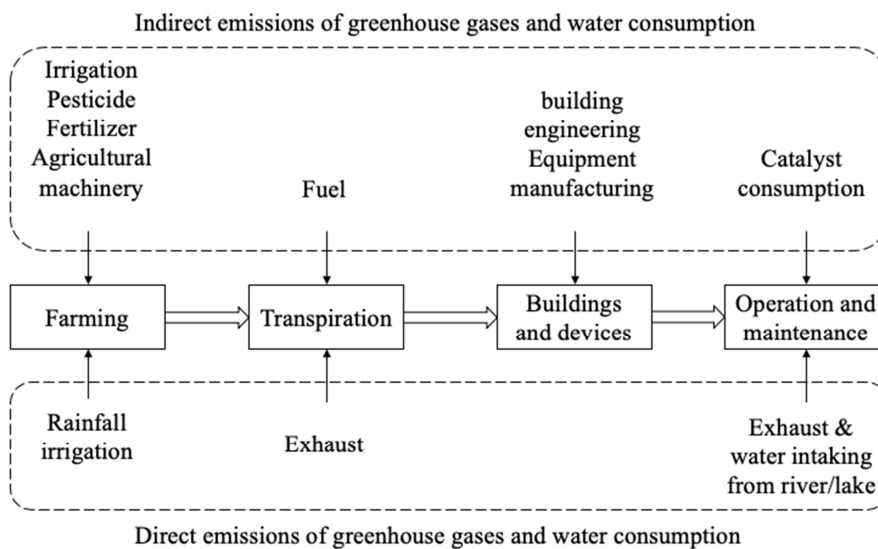 Indirect emissions of greenhouse gases and water consumption
Irrigation
Pesticide
Fertilizer
Agricultural
machinery
Fuel
building
engineering
Equipment
manufacturing
Catalyst
consumption
Farming
Transpiration
Buildings
and devices
Operation and
maintenance
Rainfall
irrigation
Exhaust
Exhaust &
water intaking
from river/lake
Direct emissions of greenhouse gases and water consumption